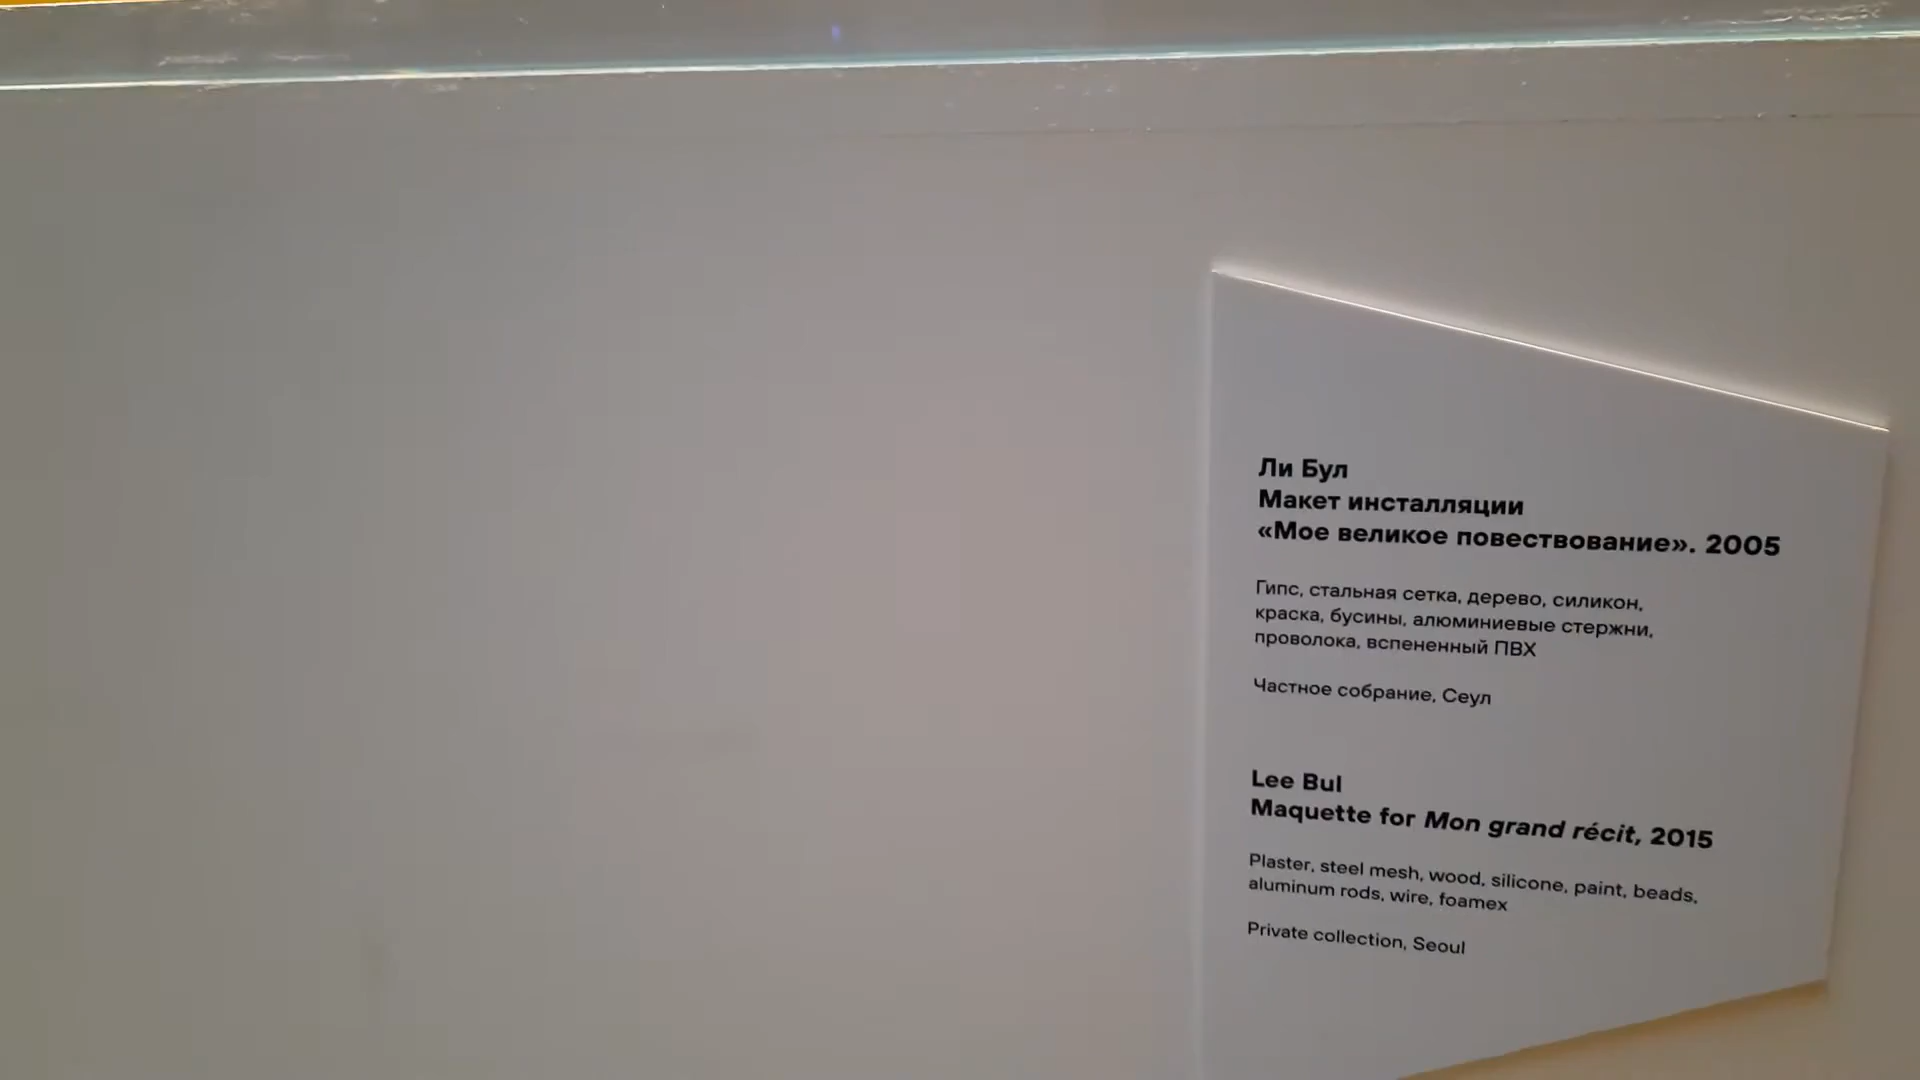 Ли Бул
Макет инсталляции
«Мое великое повествование». 2005
Гипс, стальная сетка, дерево, силикон,
краска, бусины, алюминиевые стержни,
проволока, вспененный ПВХ
Частное собрание, Сеул
Lee Bul
Maquette for Mon grand récit, 2015
Plaster, steel mesh, wood, silicone, paint, beads,
aluminum rods, wire, foamex
Private collection, Seoul